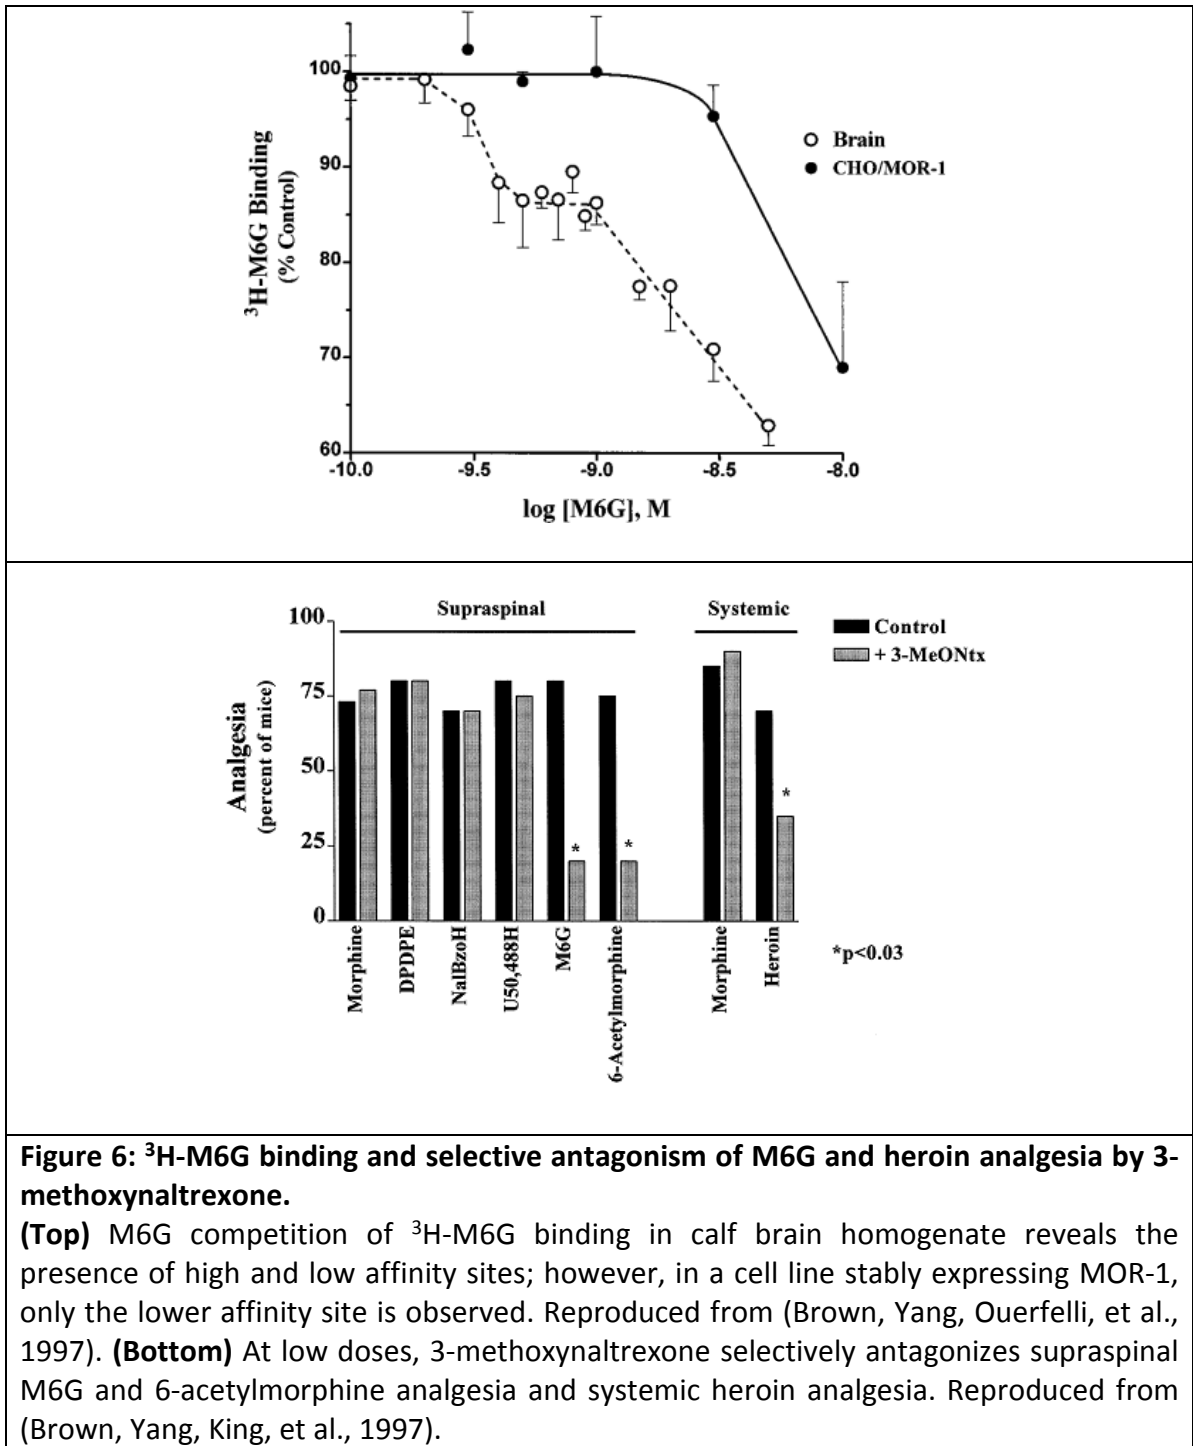 100
90
80
70
60
³H-M6G Binding
(% Control)
Brain
CHO/MOR-1
-10.0 -9.5 -9.0 -8.5 -8.0
log [M6G], M
Supraspinal Systemic
Control
+ 3-MeONtx
100
75
50
25
0
Analgesia
(percent of mice)
* * *
Morphine
DPDPE
NalBzoH
U50,488H
M6G
6-Acetylmorphine
Morphine
Heroin
*p<0.03
Figure 6: ³H-M6G binding and selective antagonism of M6G and heroin analgesia by 3-
methoxynaltrexone.
(Top) M6G competition of ³H-M6G binding in calf brain homogenate reveals the
presence of high and low affinity sites; however, in a cell line stably expressing MOR-1,
only the lower affinity site is observed. Reproduced from (Brown, Yang, Ouerfelli, et al.,
1997). (Bottom) At low doses, 3-methoxynaltrexone selectively antagonizes supraspinal
M6G and 6-acetylmorphine analgesia and systemic heroin analgesia. Reproduced from
(Brown, Yang, King, et al., 1997).